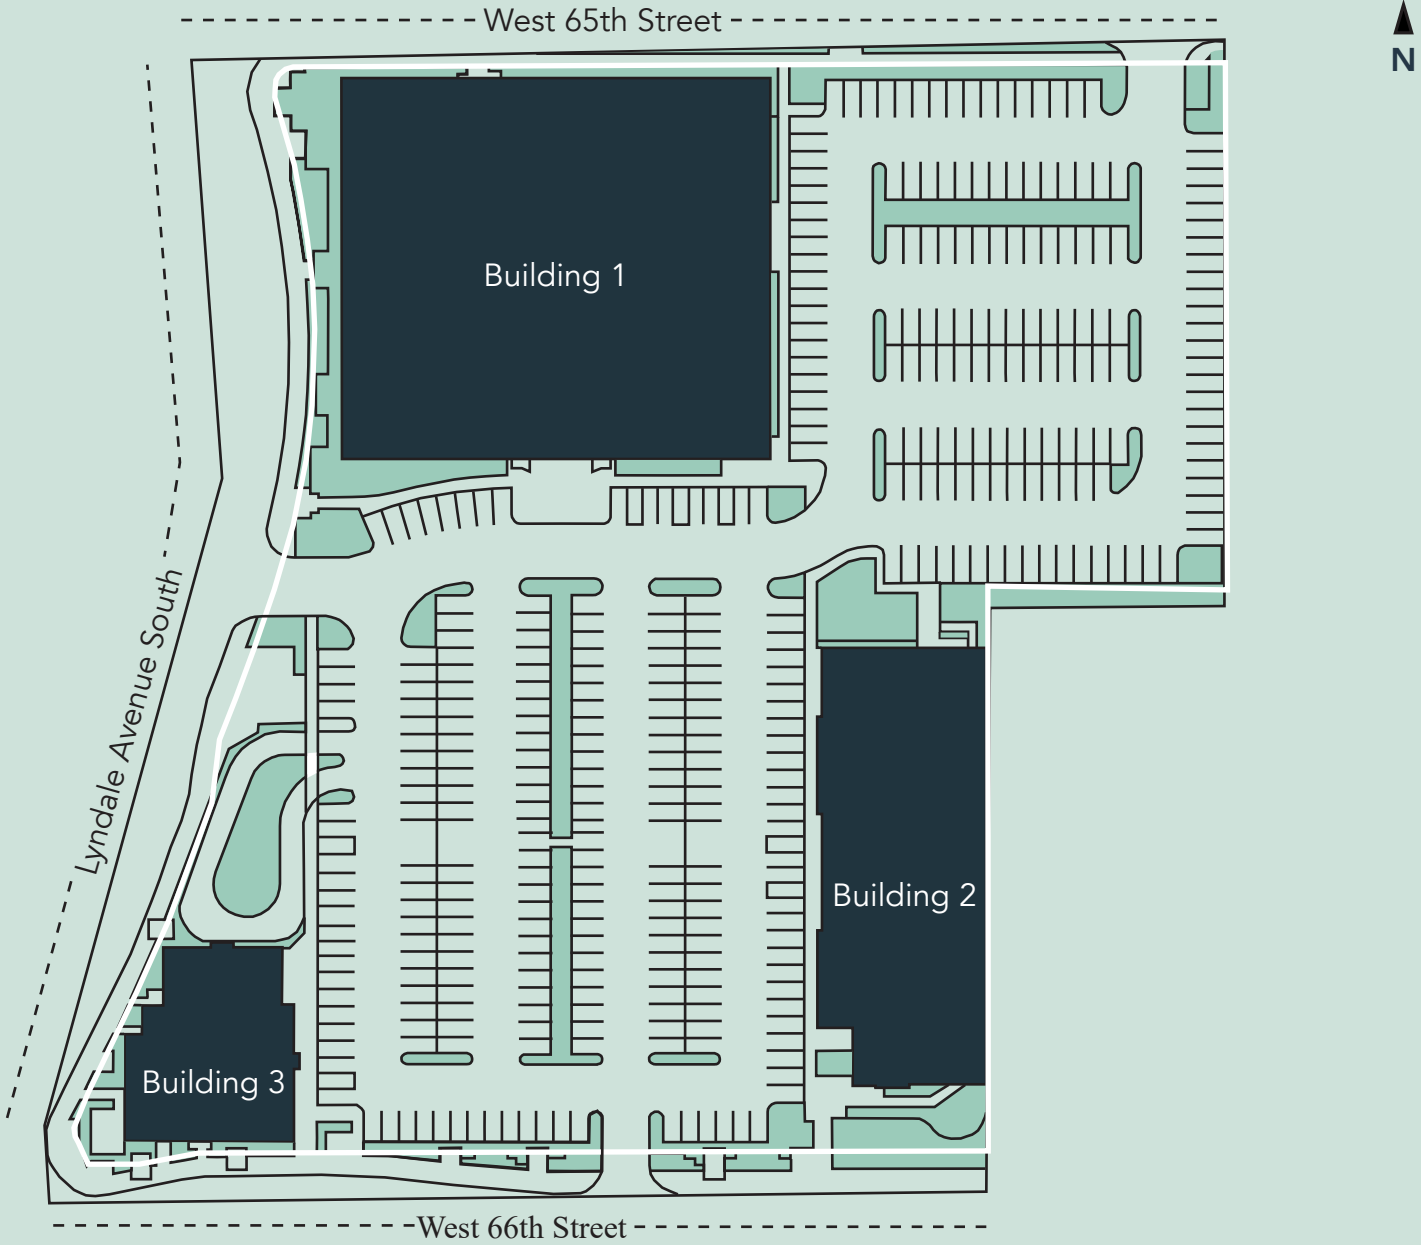 West 65th Street
N
Building 1
Lyndale Avenue South
Building 2
Building 3
West 66th Street